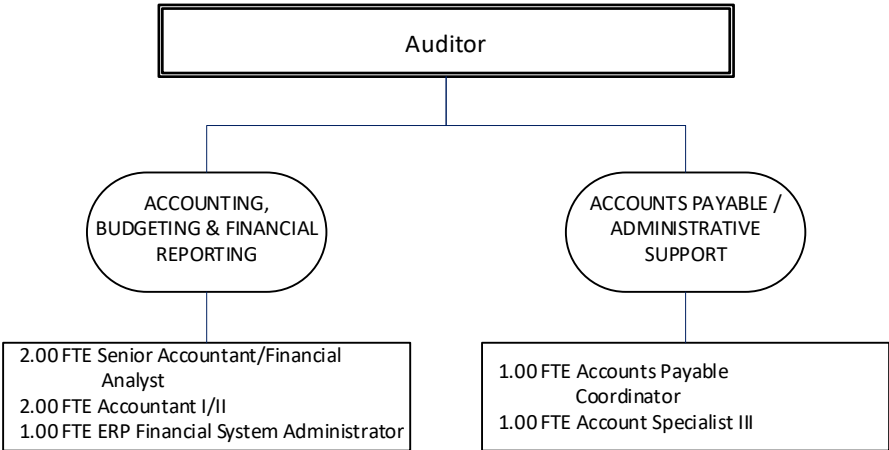 Auditor
ACCOUNTING,
BUDGETING & FINANCIAL
REPORTING
ACCOUNTS PAYABLE /
ADMINISTRATIVE
SUPPORT
2.00 FTE Senior Accountant/Financial
Analyst
2.00 FTE Accountant I/II
1.00 FTE ERP Financial System Administrator
1.00 FTE Accounts Payable
Coordinator
1.00 FTE Account Specialist III